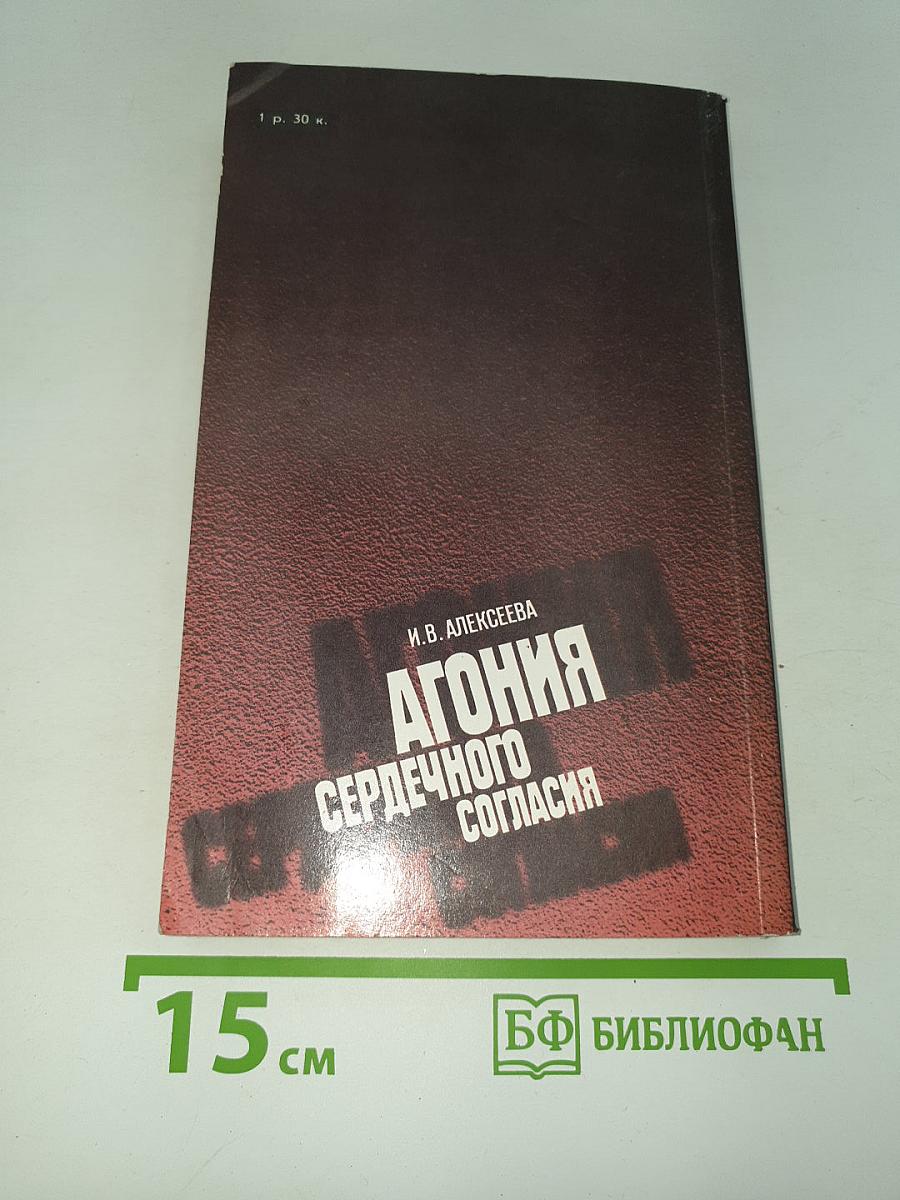 1 р. 30 к.
И.В. АЛЕКСЕЕВА
АГОНИЯ
СЕРДЕЧНОГО
СОГЛАСИЯ
15 см
БФ БИБЛИОФАН